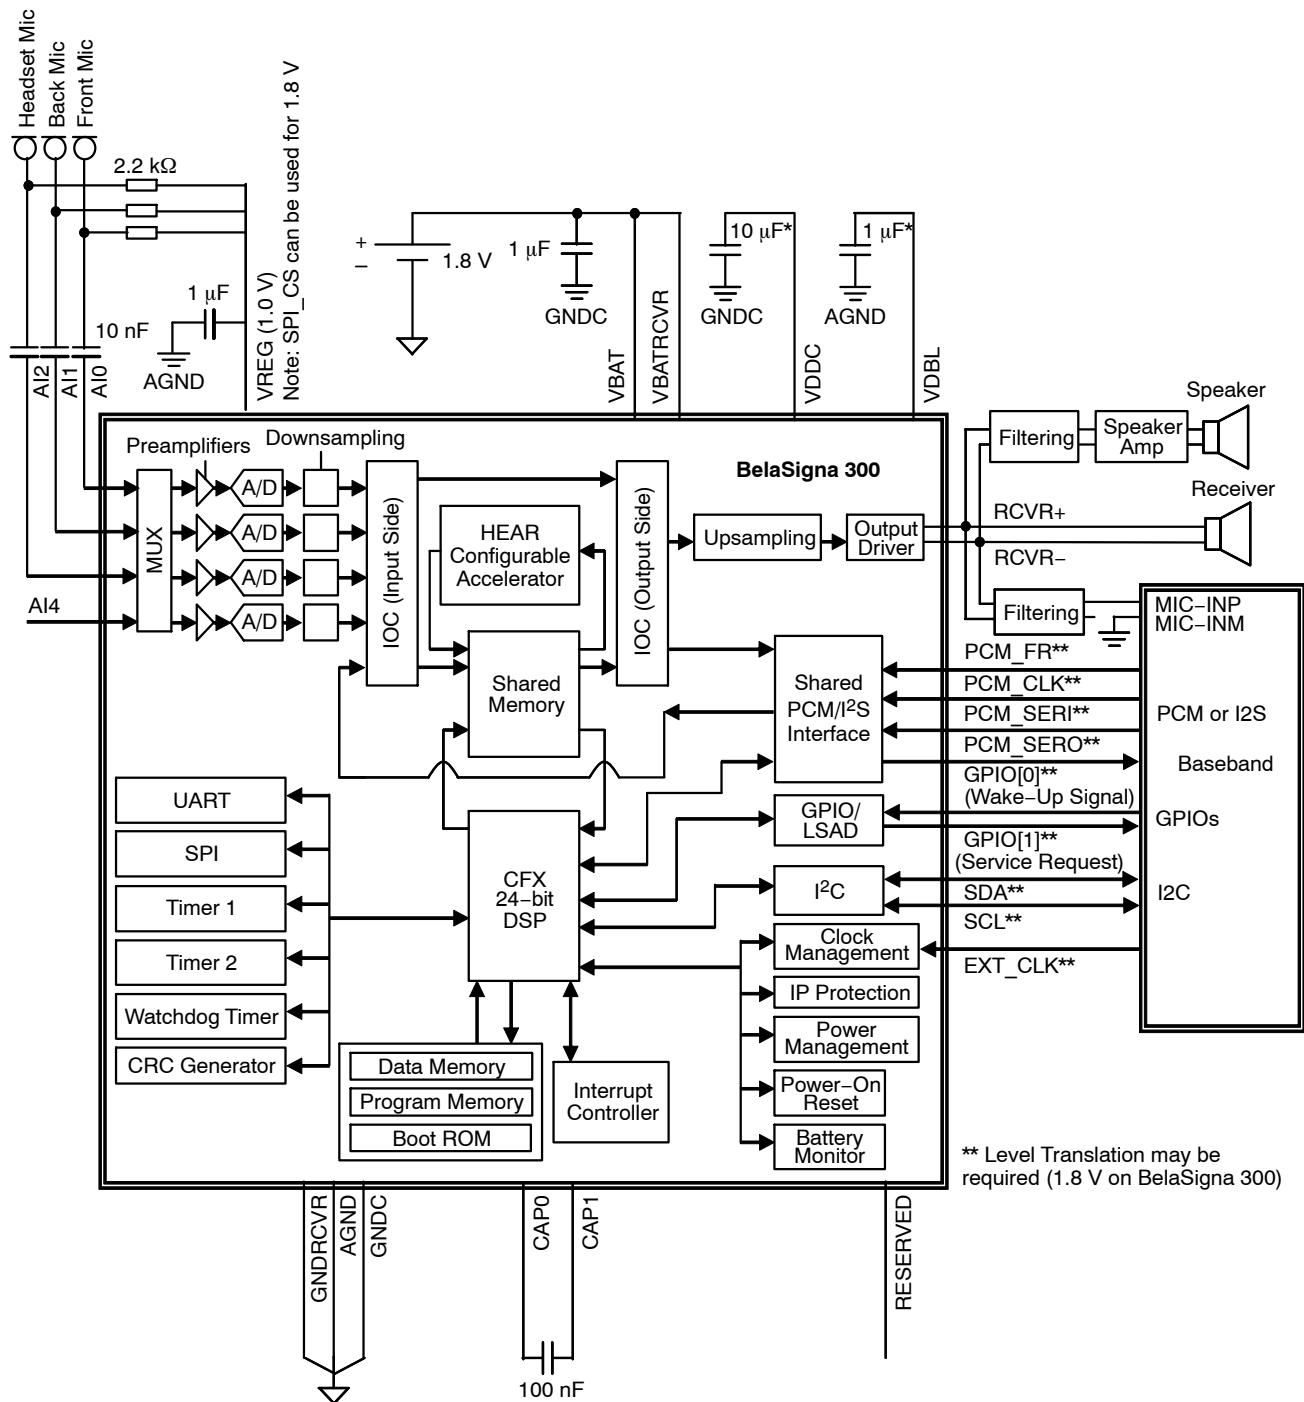 Headset Mic
Back Mic
Front Mic
2.2 kΩ
VREG (1.0 V)
Note: SPI_CS can be used for 1.8 V
1 μF
AGND
10 nF
AI2
AI1
AI0
+
−
1.8 V
1 μF
GNDC
VBAT
VBATRCVR
10 μF*
GNDC
VDDC
1 μF*
AGND
VDBL
BelaSigna 300
Preamplifiers
Downsampling
MUX
A/D
A/D
A/D
A/D
AI4
IOC (Input Side)
HEAR
Configurable
Accelerator
Shared
Memory
IOC (Output Side)
Upsampling
Output
Driver
Filtering
Speaker
Amp
Speaker
Receiver
RCVR+
RCVR−
Filtering
MIC−INP
MIC−INM
Shared
PCM/I²S
Interface
PCM_FR**
PCM_CLK**
PCM_SERI**
PCM_SERO**
PCM or I2S
Baseband
GPIO[0]**
(Wake−Up Signal)
GPIO/
LSAD
GPIOs
GPIO[1]**
(Service Request)
I²C
SDA**
SCL**
I2C
EXT_CLK**
UART
SPI
Timer 1
Timer 2
Watchdog Timer
CRC Generator
CFX
24−bit
DSP
Data Memory
Program Memory
Boot ROM
Interrupt
Controller
Clock
Management
IP Protection
Power
Management
Power−On
Reset
Battery
Monitor
** Level Translation may be
required (1.8 V on BelaSigna 300)
GNDRCVR
AGND
GNDC
CAP0
CAP1
100 nF
RESERVED